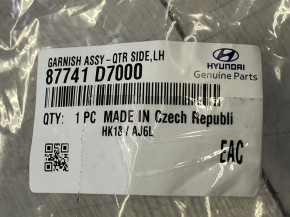 GARNISH ASSY-QTR SIDE,LH
87741 D7000
HYUNDAI
Genuine Parts
QTY: 1 PC MADE IN Czech Republi
HK18 / AJ6L
EAC